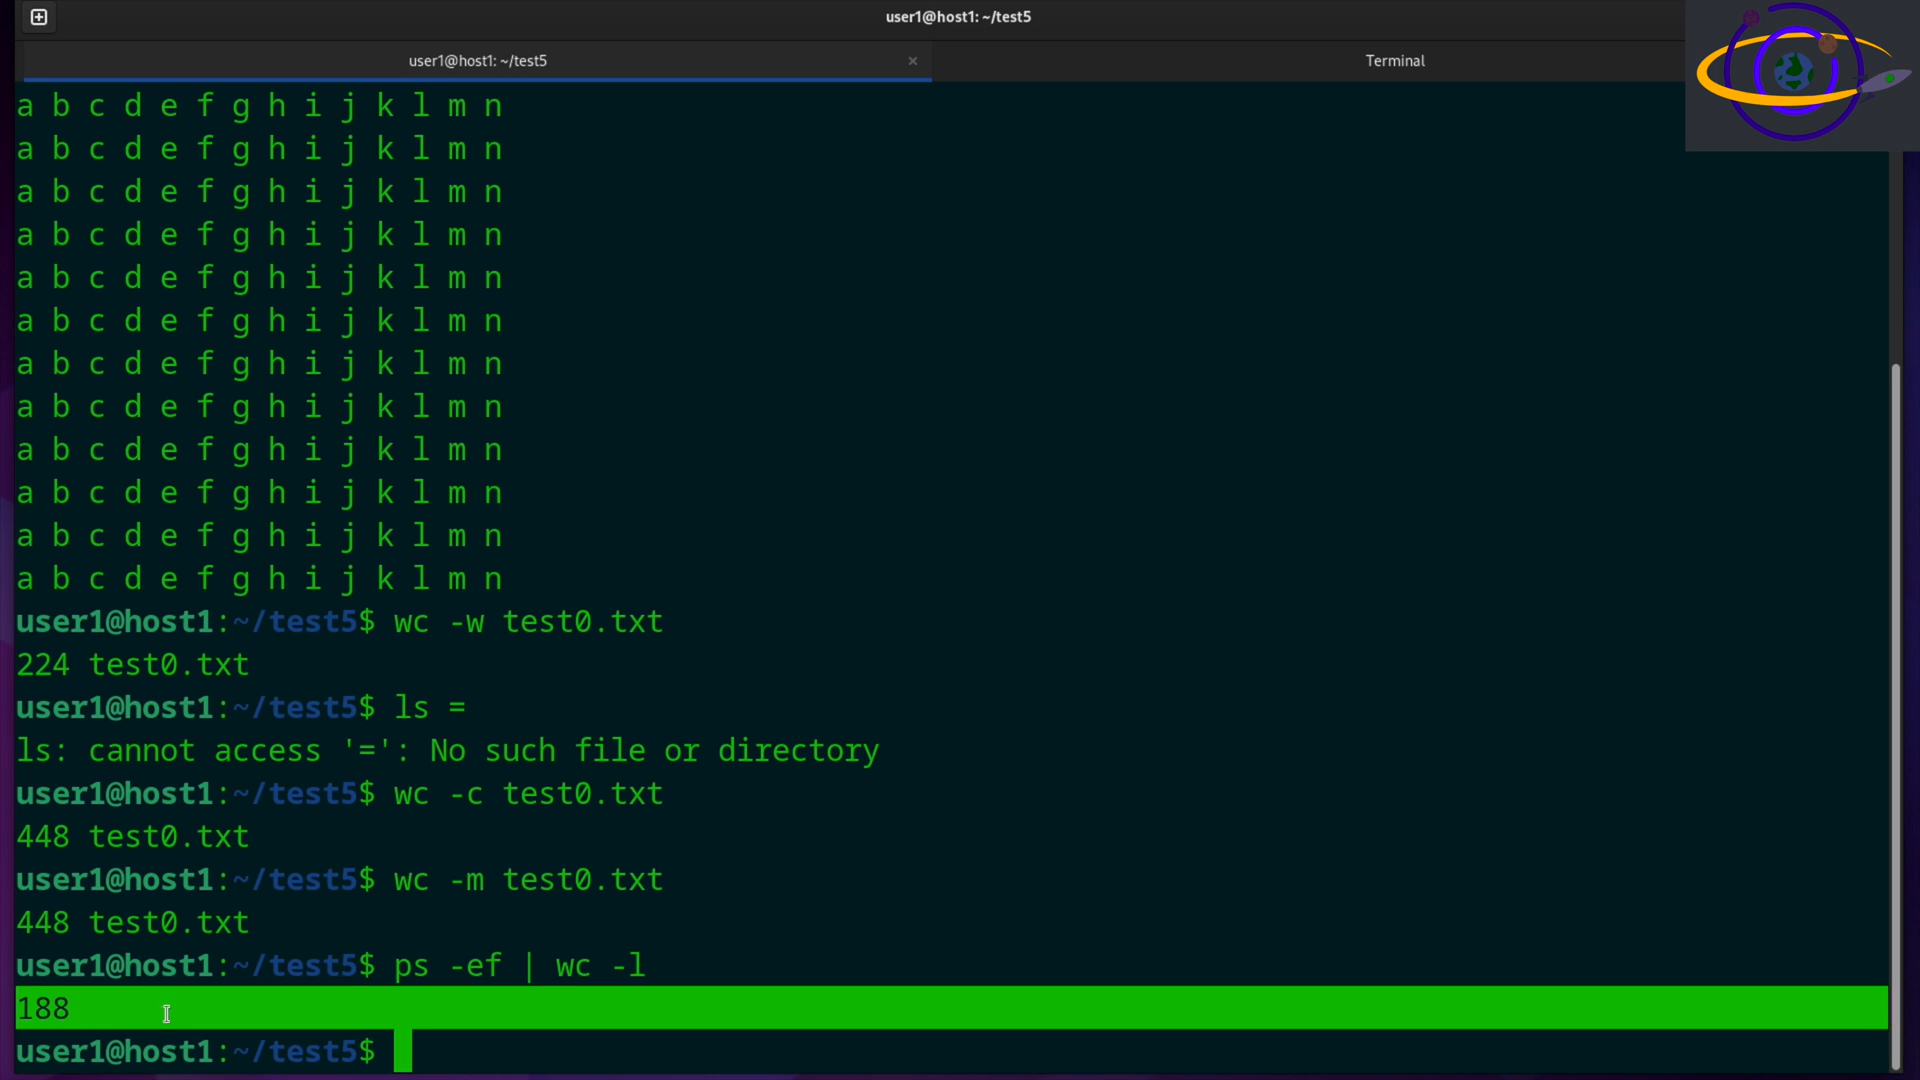 user1@host1: ~/test5
user1@host1: ~/test5 × Terminal
a b c d e f g h i j k l m n
a b c d e f g h i j k l m n
a b c d e f g h i j k l m n
a b c d e f g h i j k l m n
a b c d e f g h i j k l m n
a b c d e f g h i j k l m n
a b c d e f g h i j k l m n
a b c d e f g h i j k l m n
a b c d e f g h i j k l m n
a b c d e f g h i j k l m n
a b c d e f g h i j k l m n
a b c d e f g h i j k l m n
user1@host1:~/test5$ wc -w test0.txt
224 test0.txt
user1@host1:~/test5$ ls =
ls: cannot access '=': No such file or directory
user1@host1:~/test5$ wc -c test0.txt
448 test0.txt
user1@host1:~/test5$ wc -m test0.txt
448 test0.txt
user1@host1:~/test5$ ps -ef | wc -l
188
user1@host1:~/test5$